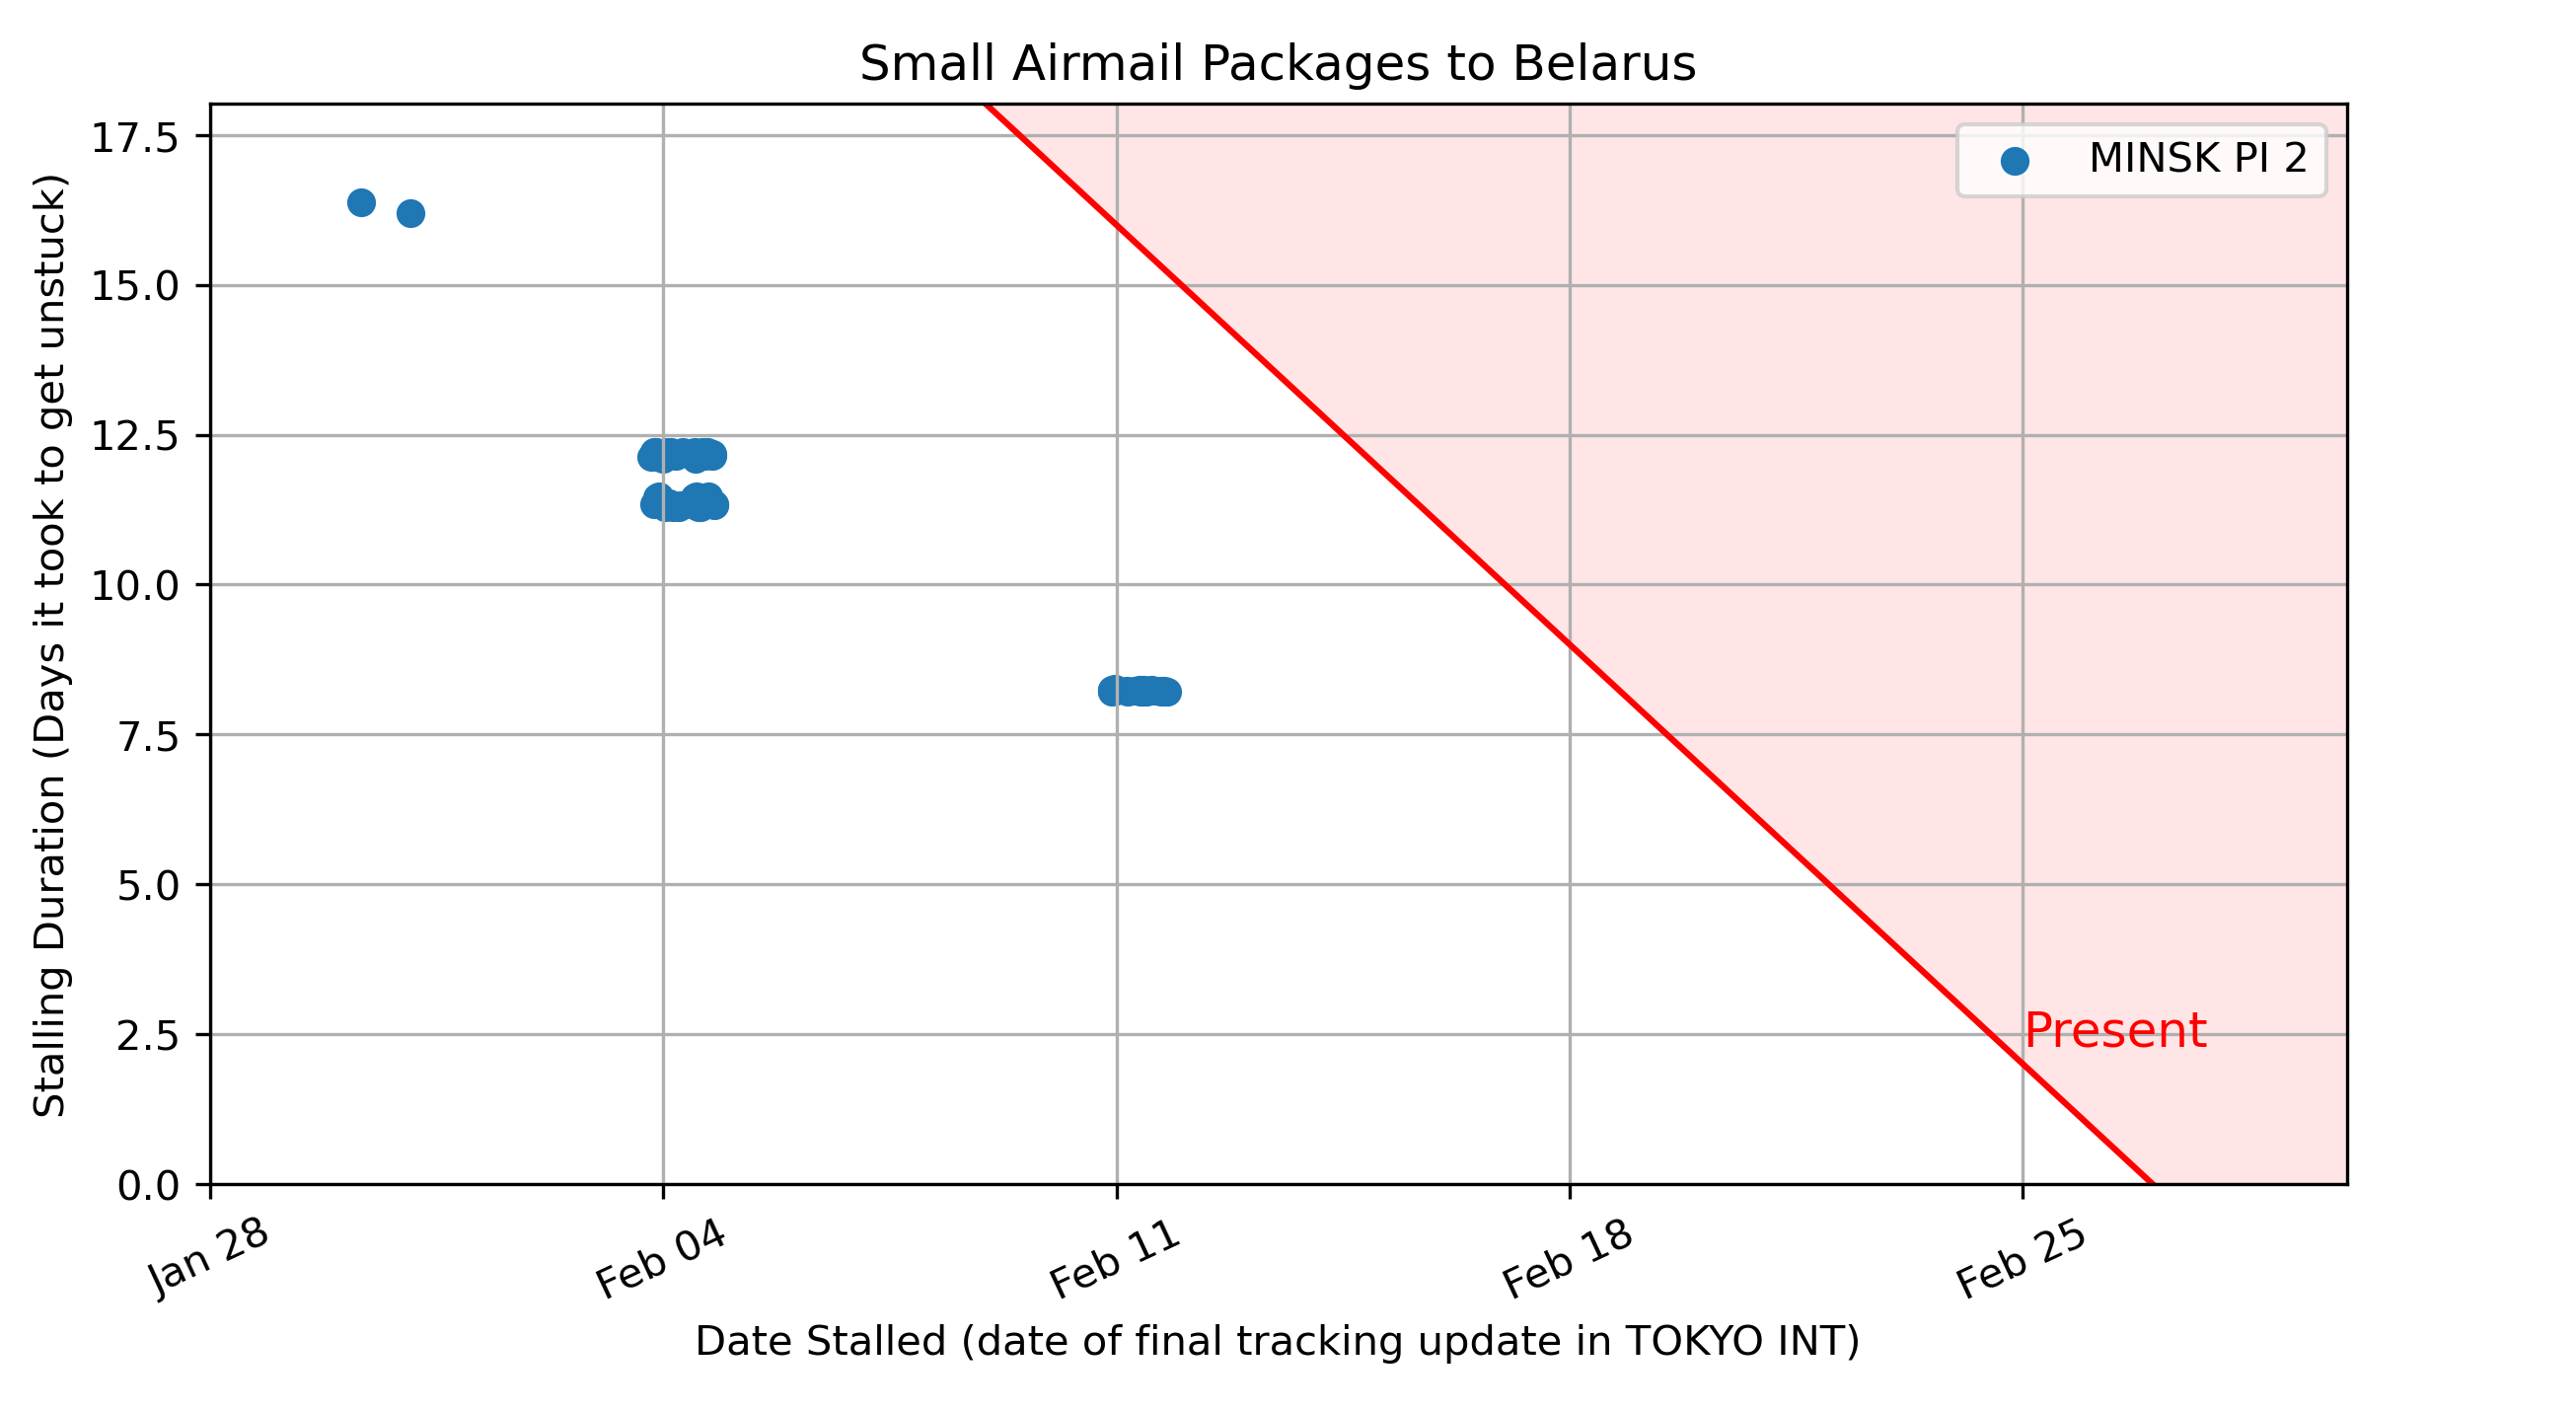 Small Airmail Packages to Belarus
MINSK PI 2
Stalling Duration (Days it took to get unstuck)
17.5
15.0
12.5
10.0
7.5
5.0
2.5
0.0
Present
Jan 28
Feb 04
Feb 11
Feb 18
Feb 25
Date Stalled (date of final tracking update in TOKYO INT)